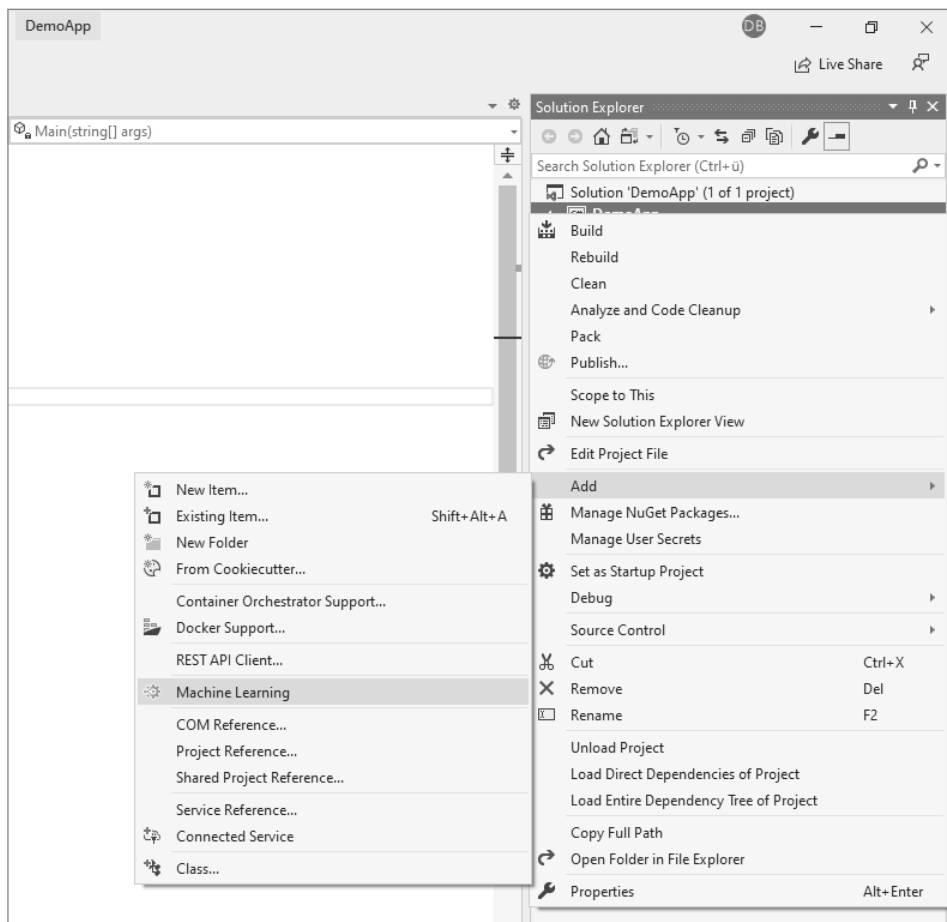 DemoApp
DB
Live Share
Solution Explorer
Main(string[] args)
Search Solution Explorer (Ctrl+ü)
Solution 'DemoApp' (1 of 1 project)
DemoApp
Build
Rebuild
Clean
Analyze and Code Cleanup
Pack
Publish...
Scope to This
New Solution Explorer View
Edit Project File
Add
Manage NuGet Packages...
Manage User Secrets
Set as Startup Project
Debug
Source Control
Cut Ctrl+X
Remove Del
Rename F2
Unload Project
Load Direct Dependencies of Project
Load Entire Dependency Tree of Project
Copy Full Path
Open Folder in File Explorer
Properties Alt+Enter
New Item...
Existing Item... Shift+Alt+A
New Folder
From Cookiecutter...
Container Orchestrator Support...
Docker Support...
REST API Client...
Machine Learning
COM Reference...
Project Reference...
Shared Project Reference...
Service Reference...
Connected Service
Class...